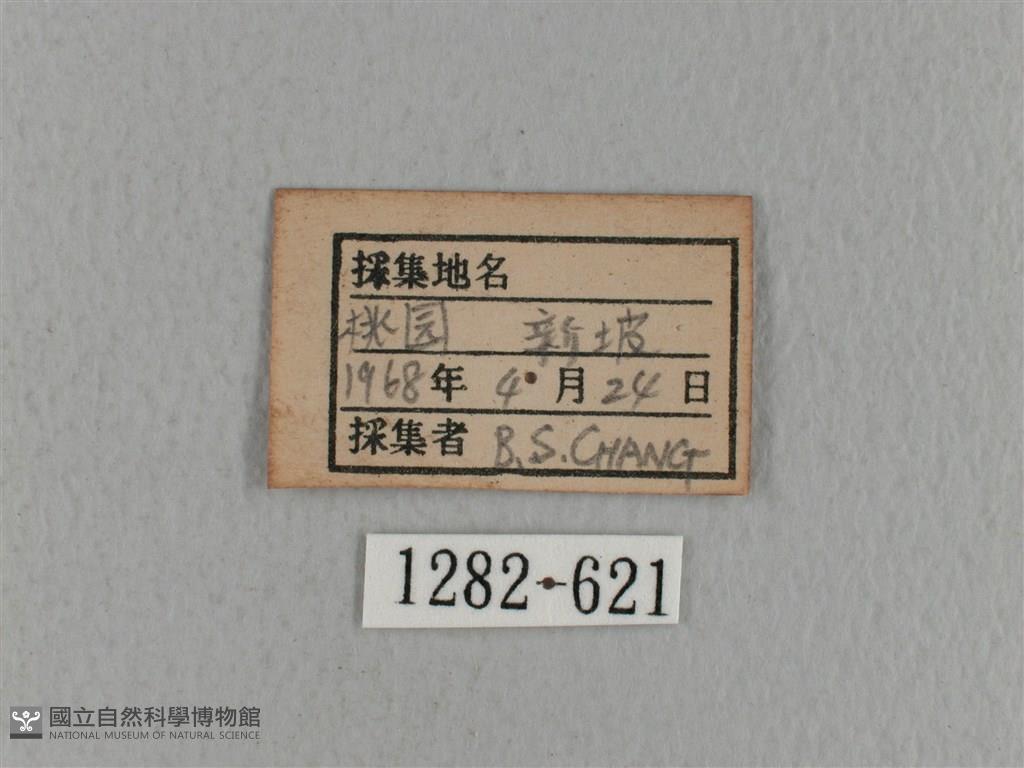 採集地名
桃园 新坡
1968年 4月24日
採集者 B.S.CHANG
1282-621
國立自然科學博物館
NATIONAL MUSEUM OF NATURAL SCIENCE